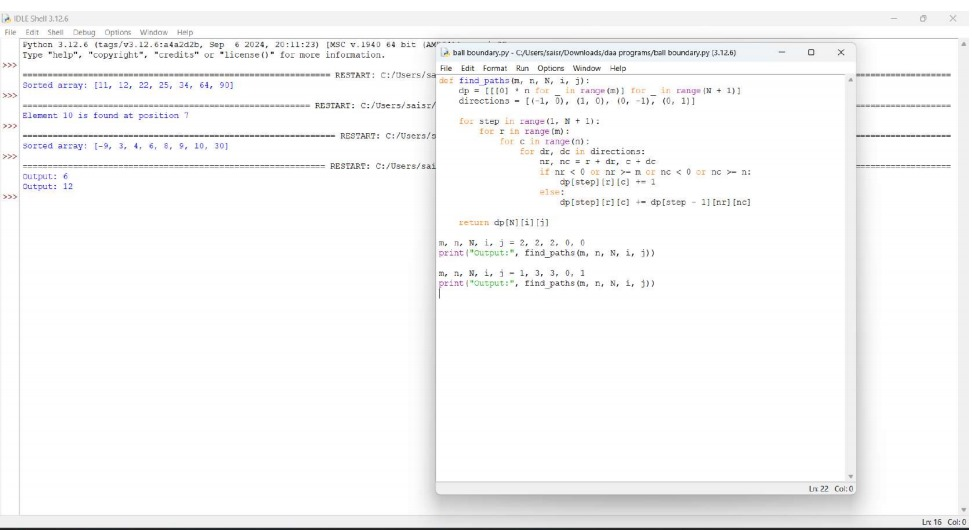 IDLE Shell 3.12.6
File Edit Shell Debug Options Window Help
Python 3.12.6 (tags/v3.12.6:a4a2d2b, Sep 6 2024, 20:11:23) [MSC v.1940 64 bit (AM
Type "help", "copyright", "credits" or "license()" for more information.
>>>
======= RESTART: C:/Users/sa
Sorted array: [11, 12, 22, 25, 34, 64, 90]
>>>
======= RESTART: C:/Users/saisr/
Element 10 is found at position 7
>>>
======= RESTART: C:/Users/s
Sorted array: [-9, 3, 4, 6, 8, 9, 10, 30]
>>>
======= RESTART: C:/Users/sai
Output: 6
Output: 12
>>>
ball boundary.py - C:/Users/saisr/Downloads/daa programs/ball boundary.py (3.12.6)
File Edit Format Run Options Window Help
def find_paths(m, n, N, i, j):
    dp = [[[0] * n for _ in range(m)] for _ in range(N + 1)]
    directions = [(-1, 0), (1, 0), (0, -1), (0, 1)]
    for step in range(1, N + 1):
        for r in range(m):
            for c in range(n):
                for dr, dc in directions:
                    nr, nc = r + dr, c + dc
                    if nr < 0 or nr >= m or nc < 0 or nc >= n:
                        dp[step][r][c] += 1
                    else:
                        dp[step][r][c] += dp[step - 1][nr][nc]
    return dp[N][i][j]
m, n, N, i, j = 2, 2, 2, 0, 0
print("Output:", find_paths(m, n, N, i, j))
m, n, N, i, j = 1, 3, 3, 0, 1
print("Output:", find_paths(m, n, N, i, j))
Ln: 22 Col: 0
Ln: 16 Col: 0